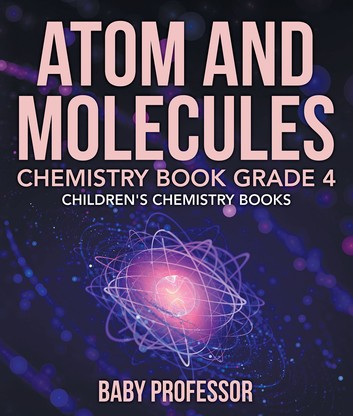 ATOM AND
MOLECULES
CHEMISTRY BOOK GRADE 4
CHILDREN'S CHEMISTRY BOOKS
BABY PROFESSOR